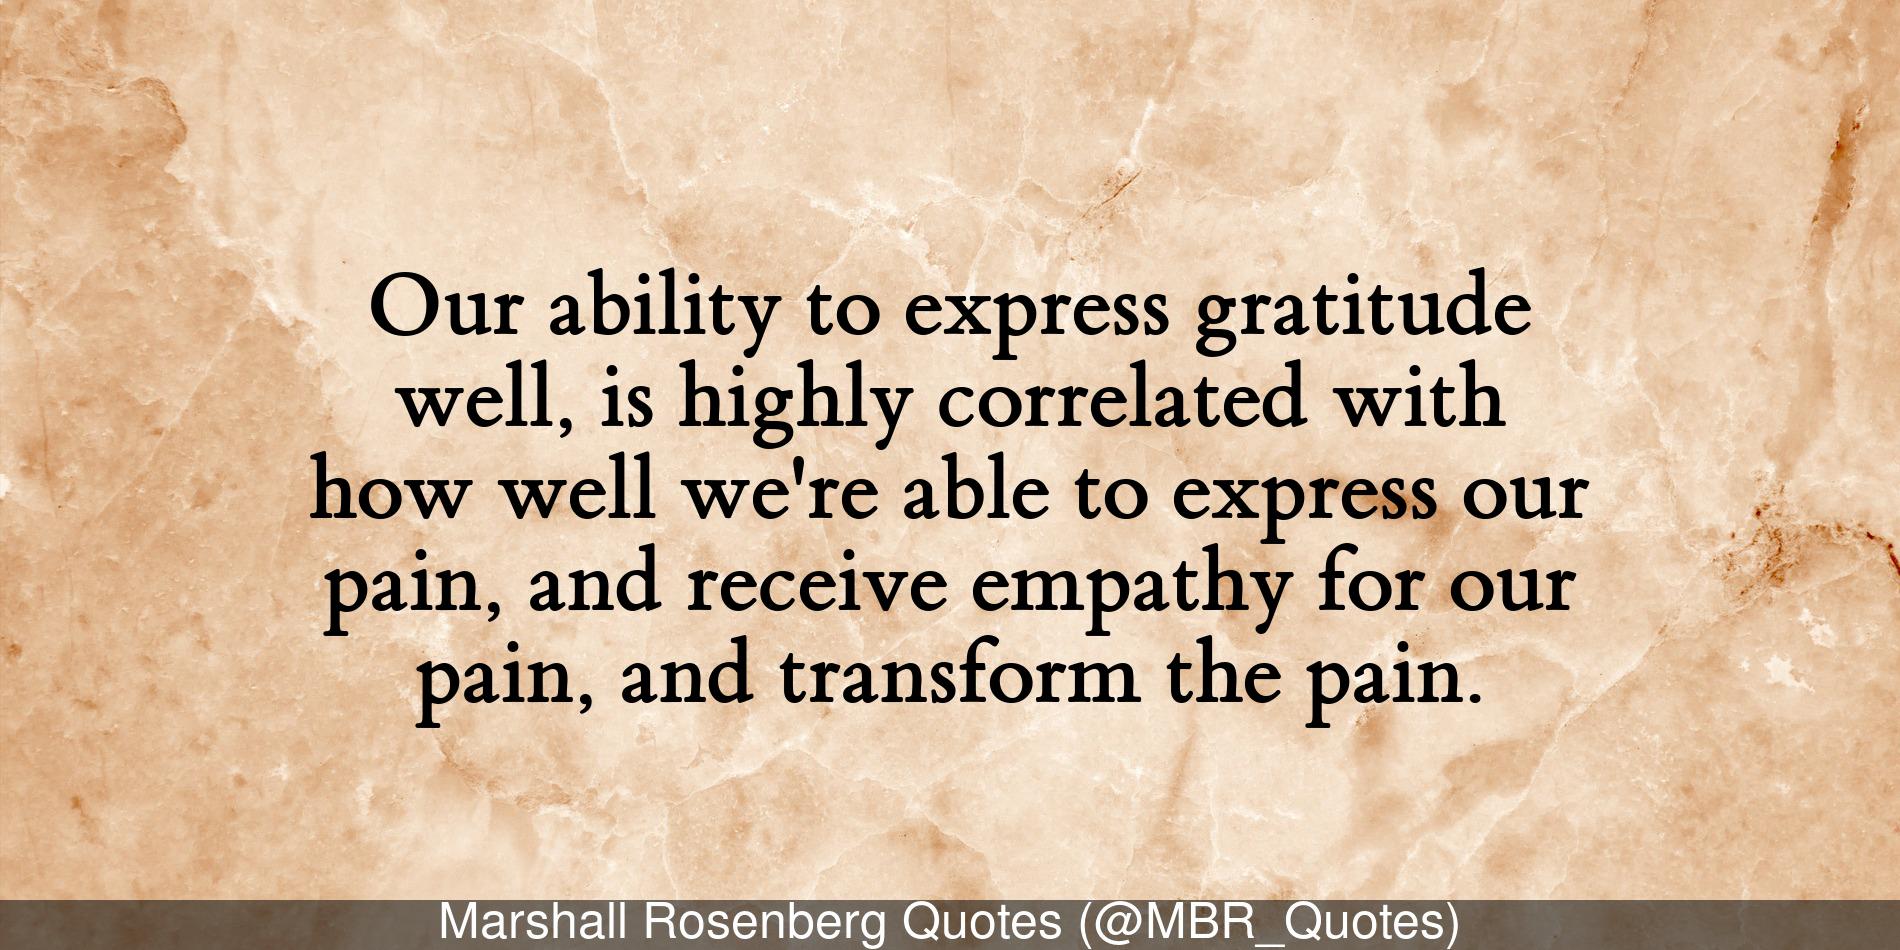 Our ability to express gratitude
well, is highly correlated with
how well we're able to express our
pain, and receive empathy for our
pain, and transform the pain.
Marshall Rosenberg Quotes (@MBR_Quotes)